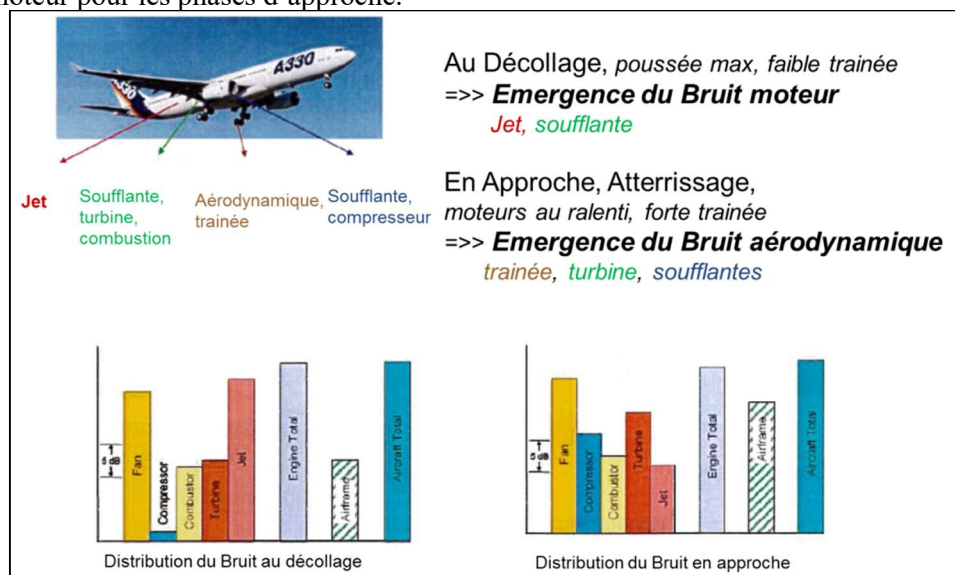 moteur pour les phases d'approche.
A330
Au Décollage, poussée max, faible trainée
=>> Emergence du Bruit moteur
Jet, soufflante
En Approche, Atterrissage,
moteurs au ralenti, forte trainée
=>> Emergence du Bruit aérodynamique
trainée, turbine, soufflantes
Jet
Soufflante,
turbine,
combustion
Aérodynamique,
trainée
Soufflante,
compresseur
5 dB
Fan
Compressor
Combustor
Turbine
Jet
Engine Total
Airframe
Aircraft Total
Distribution du Bruit au décollage
5 dB
Fan
Compressor
Combustor
Turbine
Jet
Engine Total
Airframe
Aircraft Total
Distribution du Bruit en approche